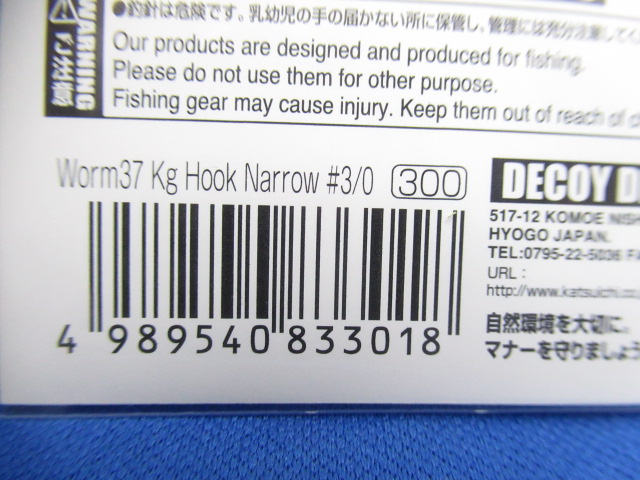 ●釣針は危険です。乳幼児の手の届かない所に保管し、管理には充分注意してく
WARNING
Our products are designed and produced for fishing.
Please do not use them for other purpose.
Fishing gear may cause injury. Keep them out of reach of c
Worm37 Kg Hook Narrow #3/0 300
DECOY D
517-12 KOMOE NISH
HYOGO JAPAN.
TEL:0795-22-5036 FA
URL :
http://www.katsuichi.co
4 989540 833018
自然環境を大切に。
マナーを守りましょう